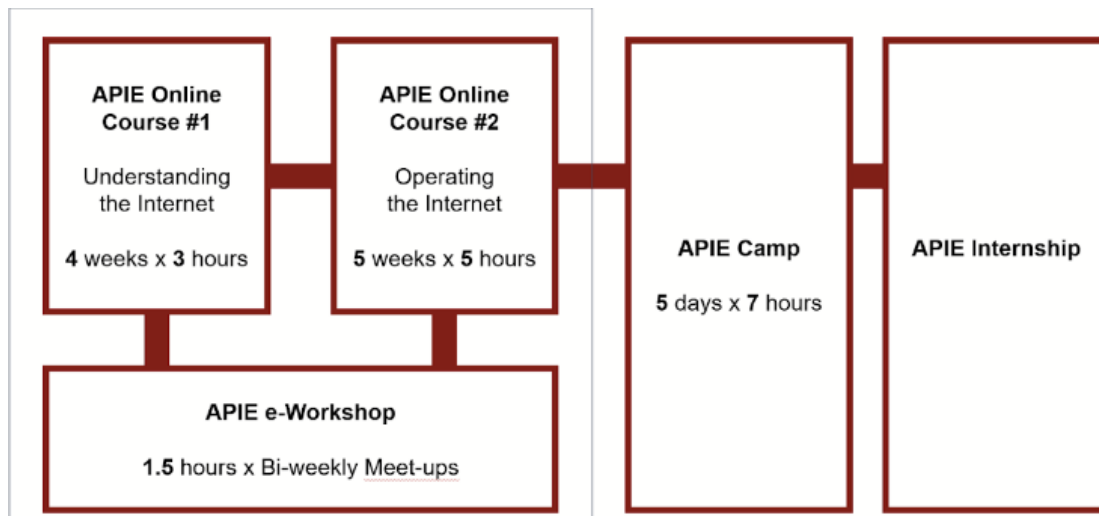 APIE Online
Course #1
Understanding
the Internet
4 weeks x 3 hours
APIE Online
Course #2
Operating
the Internet
5 weeks x 5 hours
APIE e-Workshop
1.5 hours x Bi-weekly Meet-ups
APIE Camp
5 days x 7 hours
APIE Internship